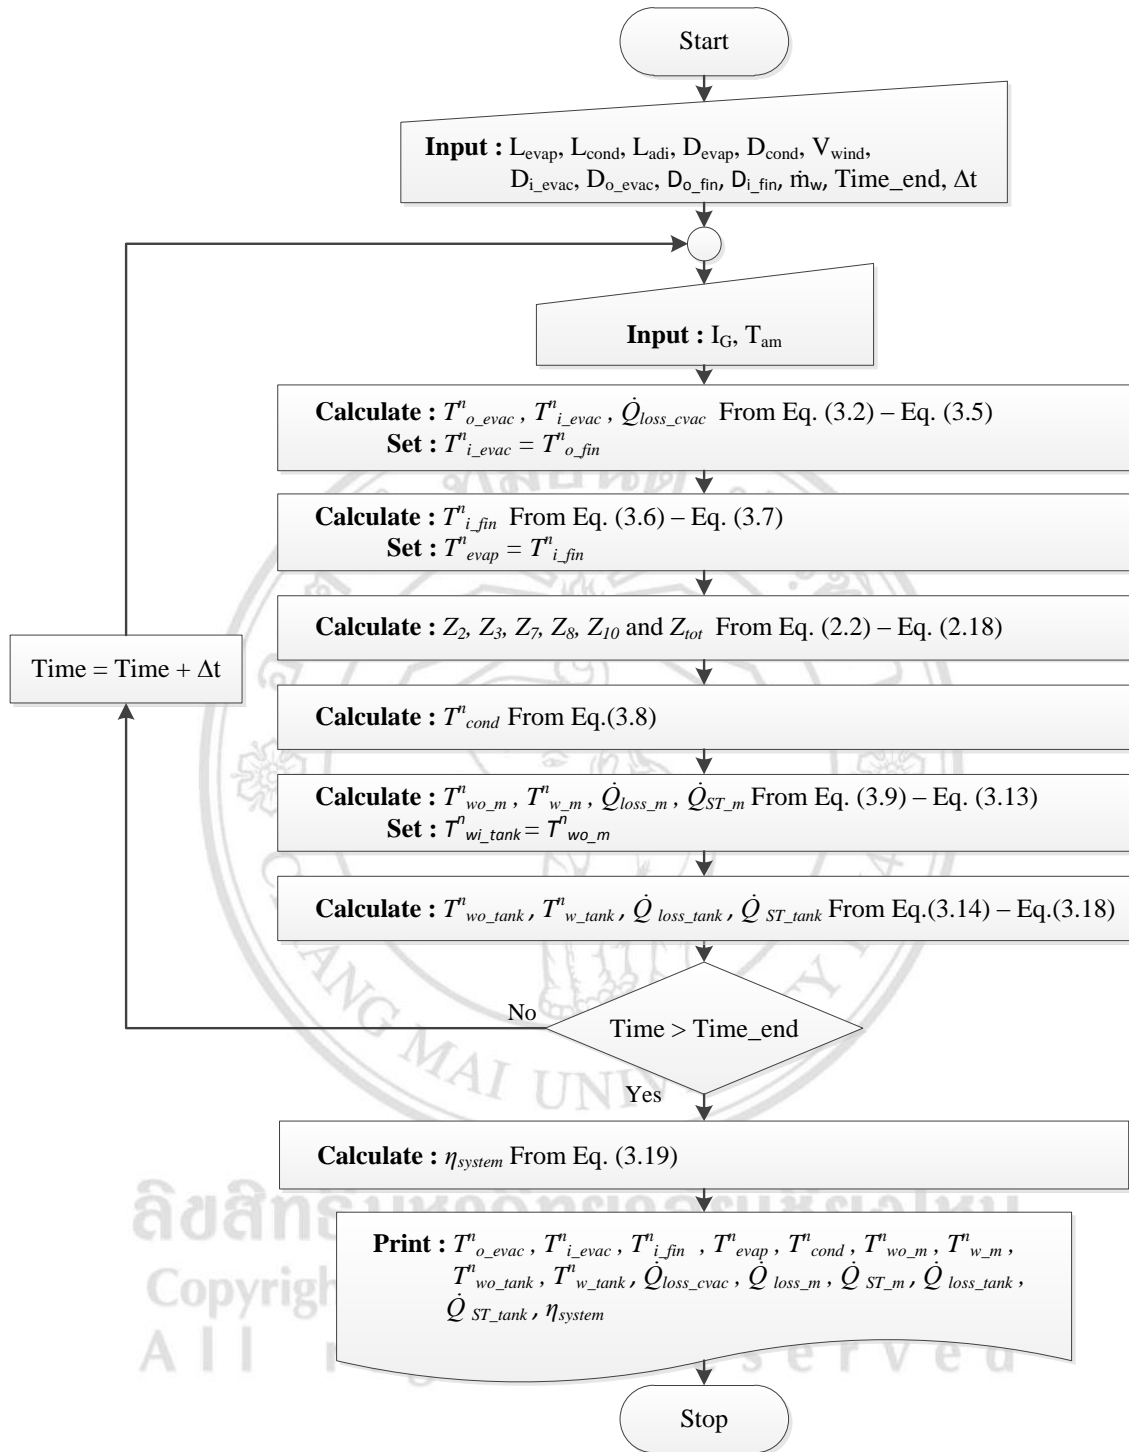 Start
Input : L_evap, L_cond, L_adi, D_evap, D_cond, V_wind,
D_i_evac, D_o_evac, D_o_fin, D_i_fin, ṁ_w, Time_end, Δt
Input : I_G, T_am
Calculate : T^n_o_evac , T^n_i_evac , Q̇_loss_cvac From Eq. (3.2) – Eq. (3.5)
Set : T^n_i_evac = T^n_o_fin
Calculate : T^n_i_fin From Eq. (3.6) – Eq. (3.7)
Set : T^n_evap = T^n_i_fin
Calculate : Z_2, Z_3, Z_7, Z_8, Z_10 and Z_tot From Eq. (2.2) – Eq. (2.18)
Time = Time + Δt
Calculate : T^n_cond From Eq.(3.8)
Calculate : T^n_wo_m , T^n_w_m , Q̇_loss_m , Q̇_ST_m From Eq. (3.9) – Eq. (3.13)
Set : T^n_wi_tank = T^n_wo_m
Calculate : T^n_wo_tank , T^n_w_tank , Q̇_loss_tank , Q̇_ST_tank From Eq.(3.14) – Eq.(3.18)
No
Time > Time_end
Yes
MAI UNIV
Calculate : η_system From Eq. (3.19)
Print : T^n_o_evac , T^n_i_evac , T^n_i_fin , T^n_evap , T^n_cond , T^n_wo_m , T^n_w_m ,
T^n_wo_tank , T^n_w_tank , Q̇_loss_cvac , Q̇_loss_m , Q̇_ST_m , Q̇_loss_tank ,
Q̇_ST_tank , η_system
All
Stop